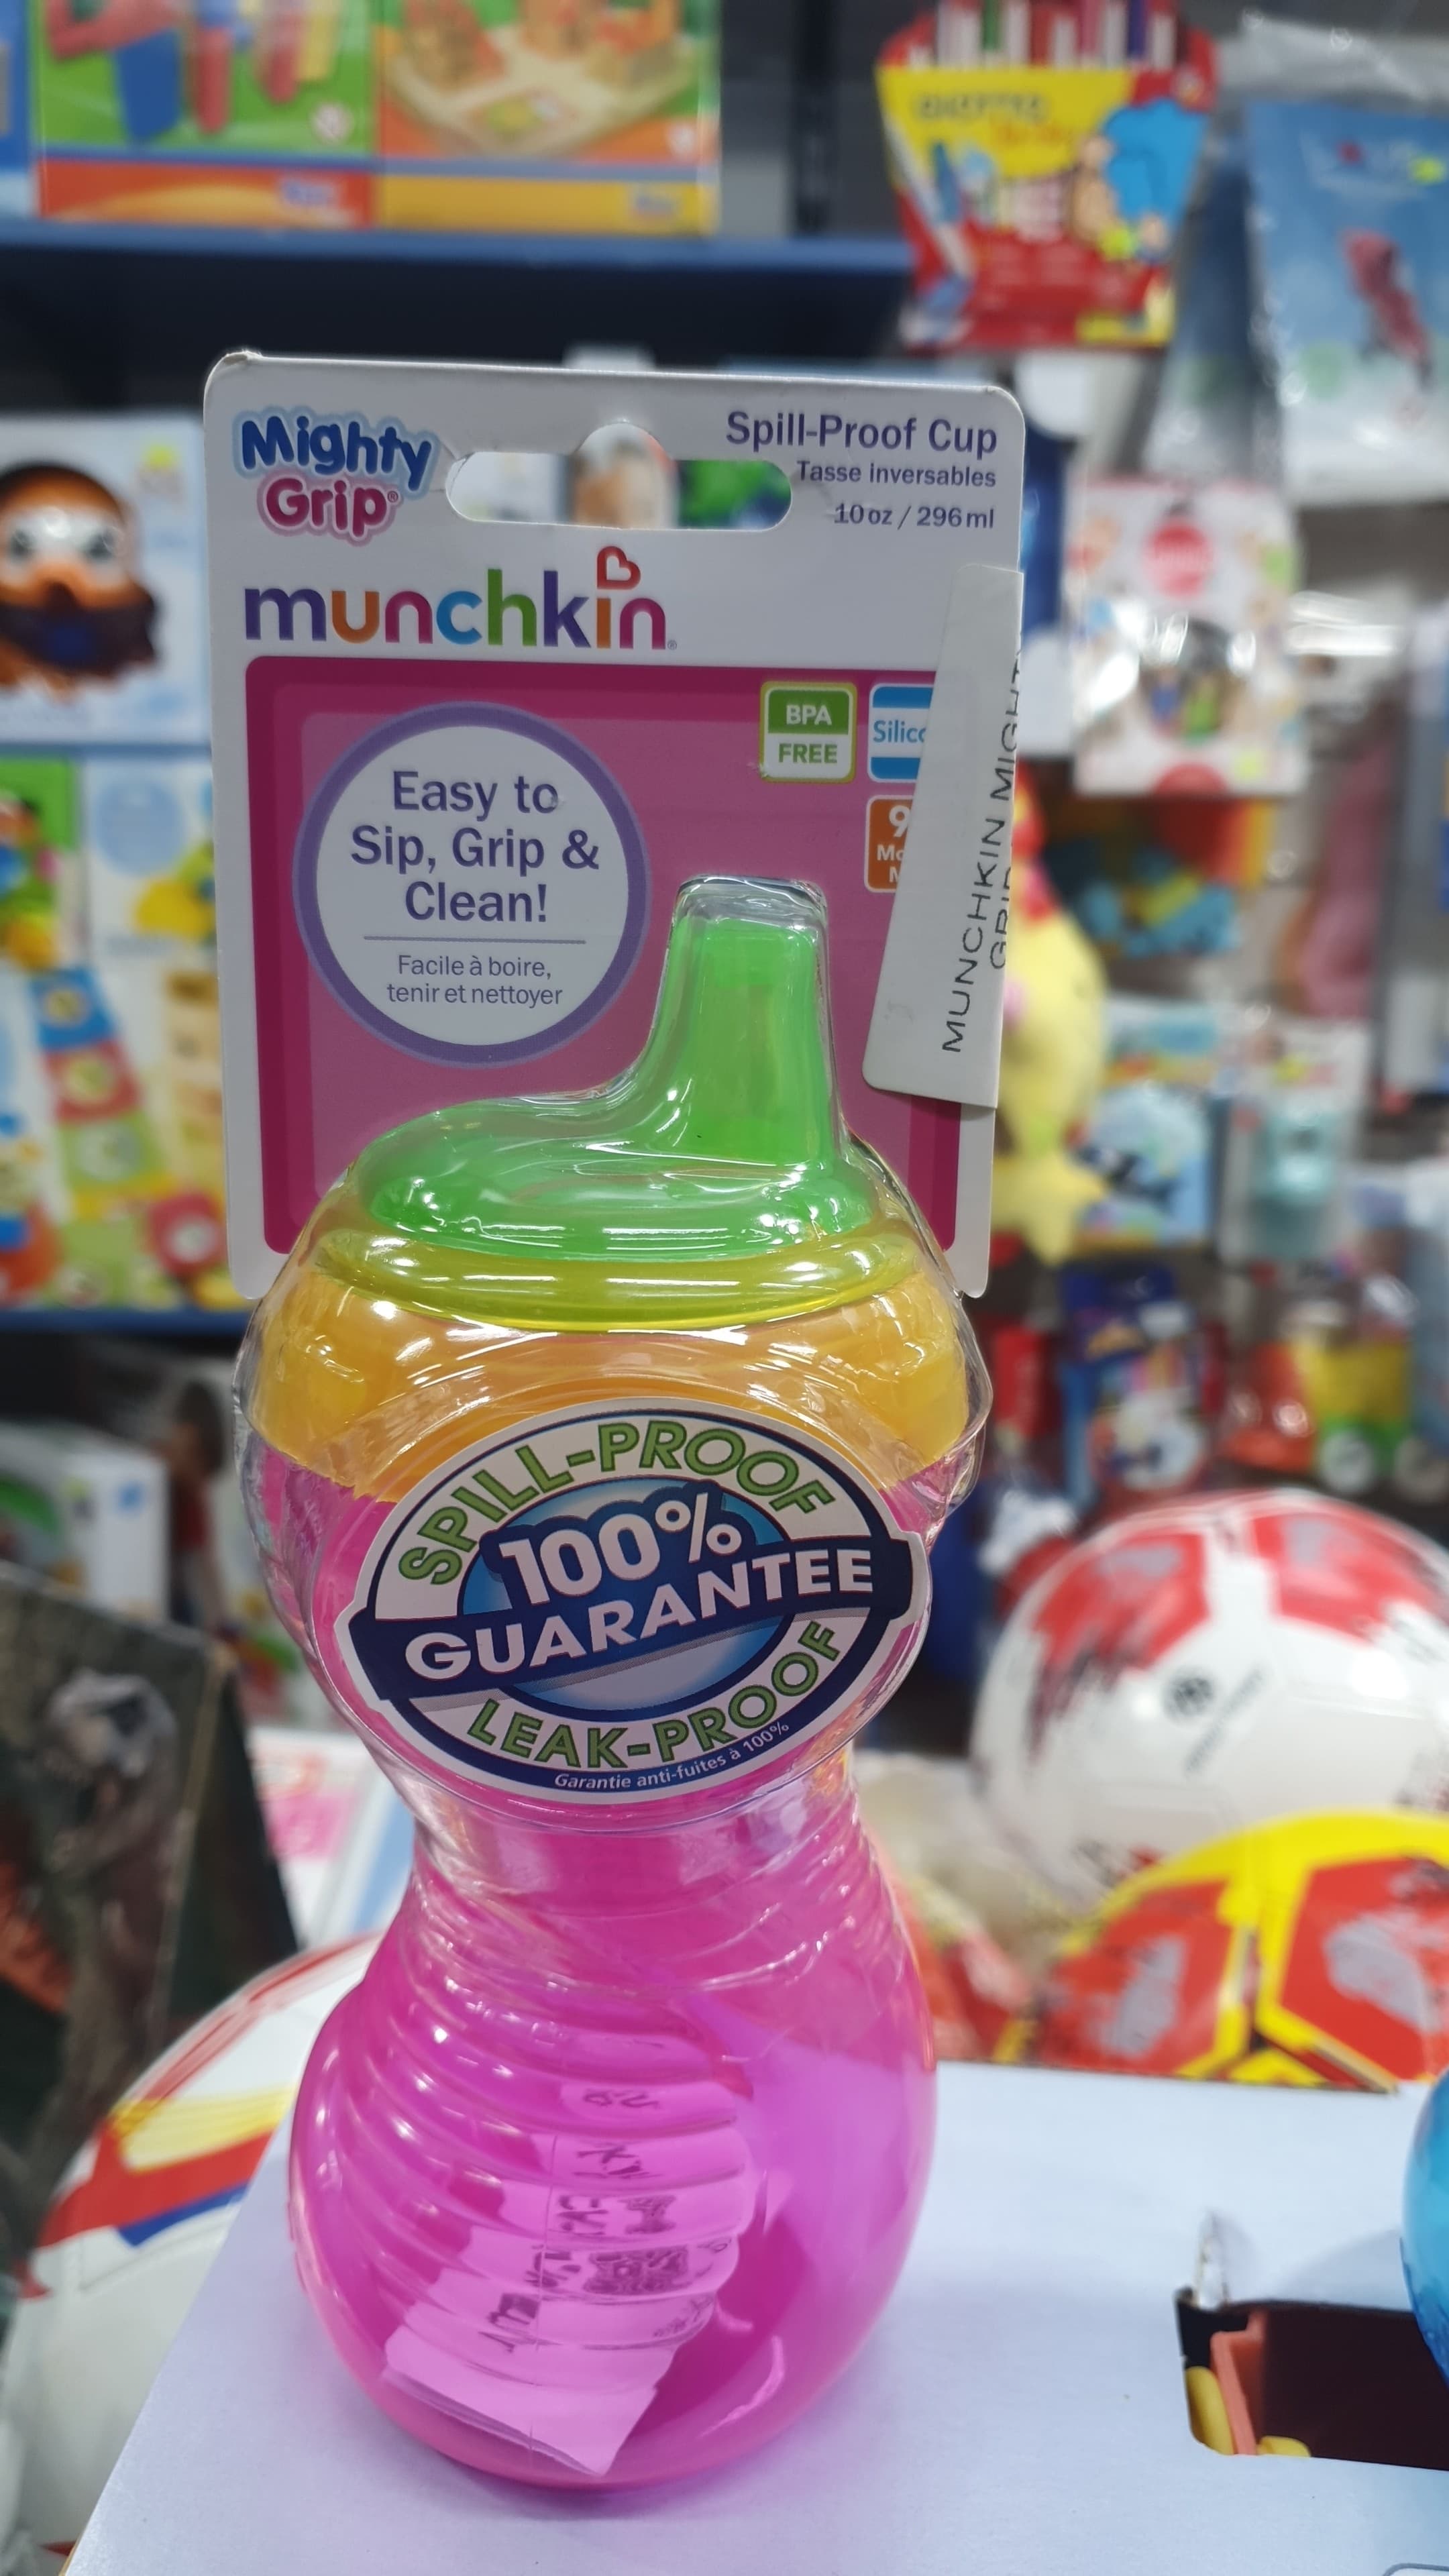 Mighty
Grip®
Spill-Proof Cup
Tasse inversables
10 oz / 296 ml
munchkin®
BPA
FREE
Easy to
Sip, Grip &
Clean!
Facile à boire,
tenir et nettoyer
MUNCHKIN
SPILL-PROOF
100%
GUARANTEE
LEAK-PROOF
Garantie anti-fuites à 100%